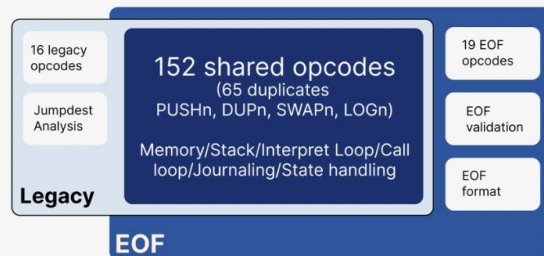 16 legacy
opcodes
Jumpdest
Analysis
Legacy
152 shared opcodes
(65 duplicates
PUSHn, DUPn, SWAPn, LOGn)
Memory/Stack/Interpret Loop/Call
loop/Journaling/State handling
19 EOF
opcodes
EOF
validation
EOF
format
EOF